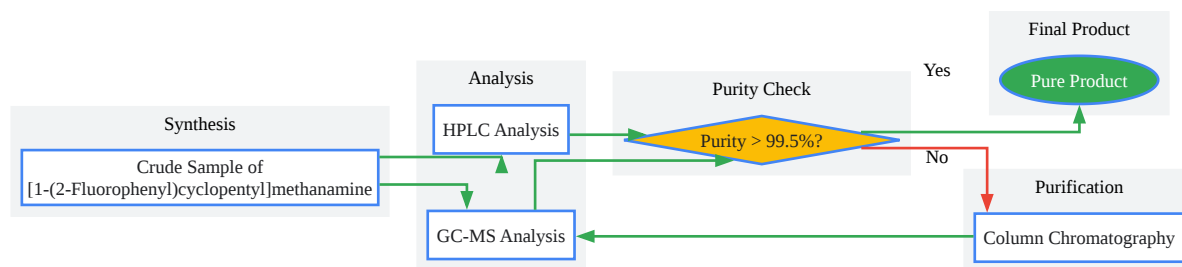 Synthesis
Crude Sample of
[1-(2-Fluorophenyl)cyclopentyl]methanamine
Analysis
HPLC Analysis
GC-MS Analysis
Purity Check
Purity > 99.5%?
Yes
No
Final Product
Pure Product
Purification
Column Chromatography